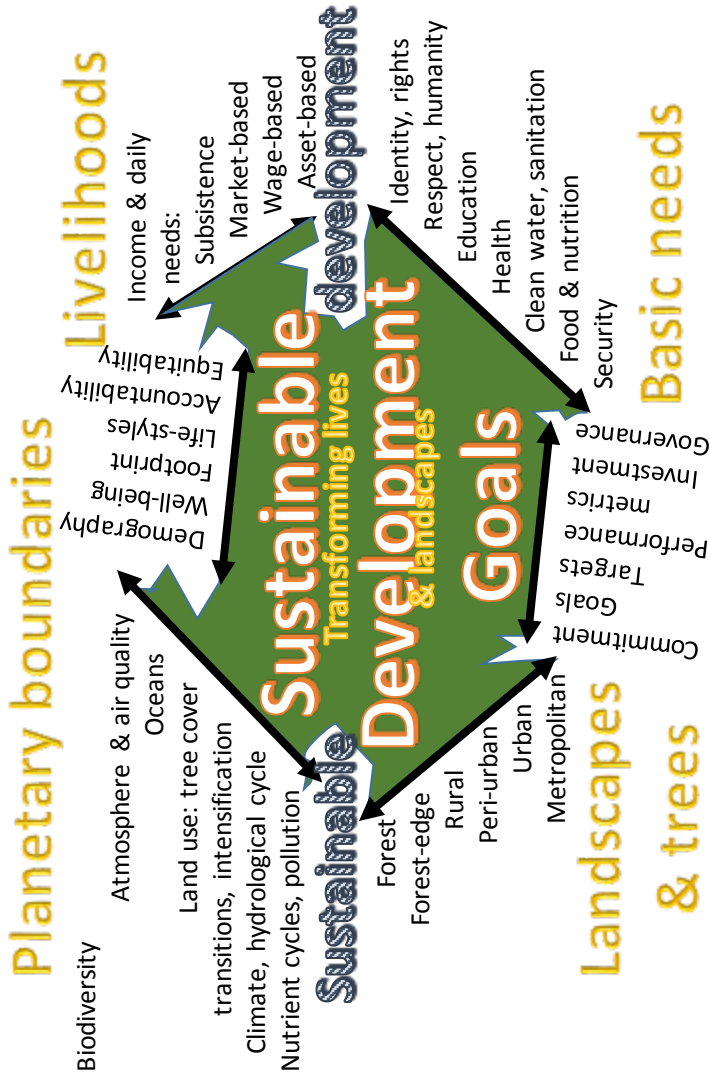 Planetary boundaries
Livelihoods
Biodiversity
Atmosphere & air quality
Oceans
Land use: tree cover
transitions, intensification
Climate, hydrological cycle
Nutrient cycles, pollution
Demography
Well-being
Footprint
Life-styles
Accountability
Equitability
Income & daily
needs:
Subsistence
Market-based
Wage-based
Asset-based
Sustainable
development
Sustainable
Transforming lives
Development
& landscapes
Goals
Forest
Forest-edge
Rural
Peri-urban
Urban
Metropolitan
Commitment
Goals
Targets
Performance
metrics
Investment
Governance
Identity, rights
Respect, humanity
Education
Health
Clean water, sanitation
Food & nutrition
Security
Landscapes
& trees
Basic needs